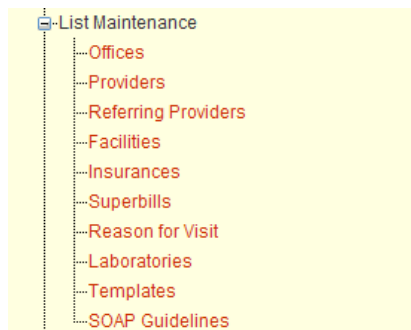 List Maintenance
Offices
Providers
Referring Providers
Facilities
Insurances
Superbills
Reason for Visit
Laboratories
Templates
SOAP Guidelines